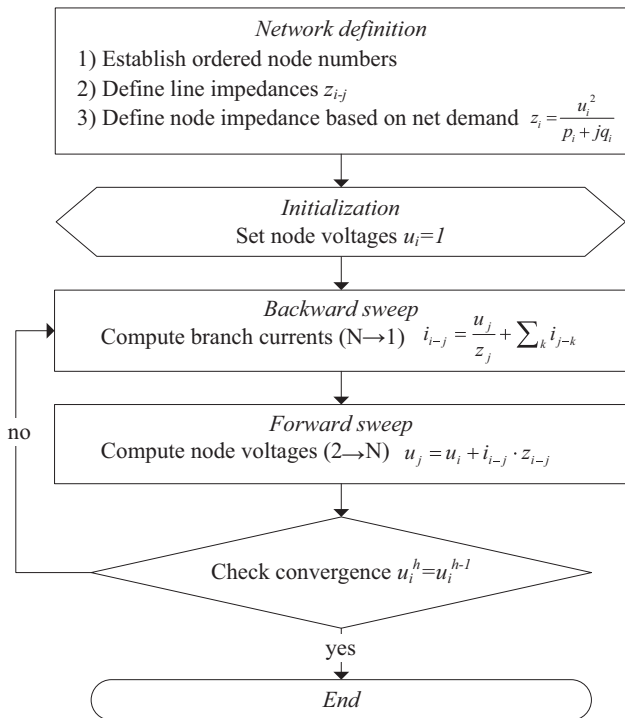 Network definition
1) Establish ordered node numbers
2) Define line impedances z_{i-j}
3) Define node impedance based on net demand z_i = \frac{u_i^2}{p_i + jq_i}
Initialization
Set node voltages u_i=1
Backward sweep
Compute branch currents (N→1) i_{i-j} = \frac{u_j}{z_j} + \sum_k i_{j-k}
Forward sweep
no
Compute node voltages (2→N) u_j = u_i + i_{i-j} · z_{i-j}
Check convergence u_i^h=u_i^{h-1}
yes
End